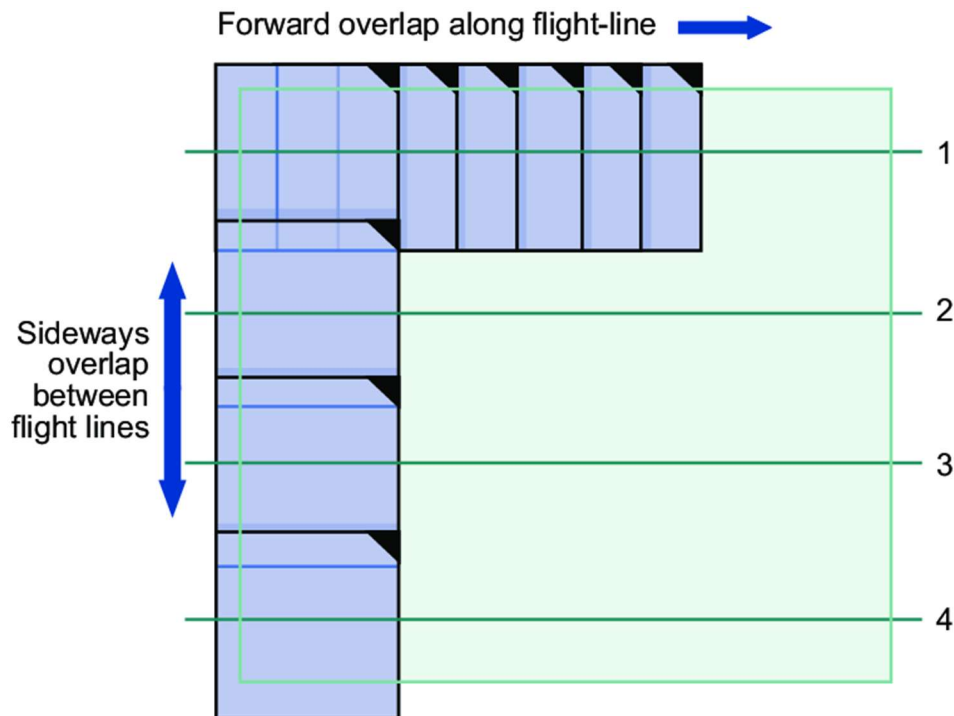 Forward overlap along flight-line
1
2
Sideways
overlap
between
flight lines
3
4